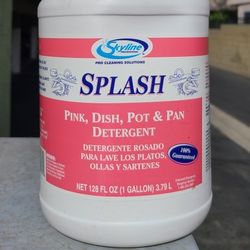 Skyline
PRO CLEANING SOLUTIONS
SPLASH
PINK, DISH, POT & PAN
DETERGENT
DETERGENTE ROSADO
PARA LAVE LOS PLATOS,
OLLAS Y SARTENES
100%
Guaranteed
NET 128 FL OZ (1 GALLON) 3.79 L